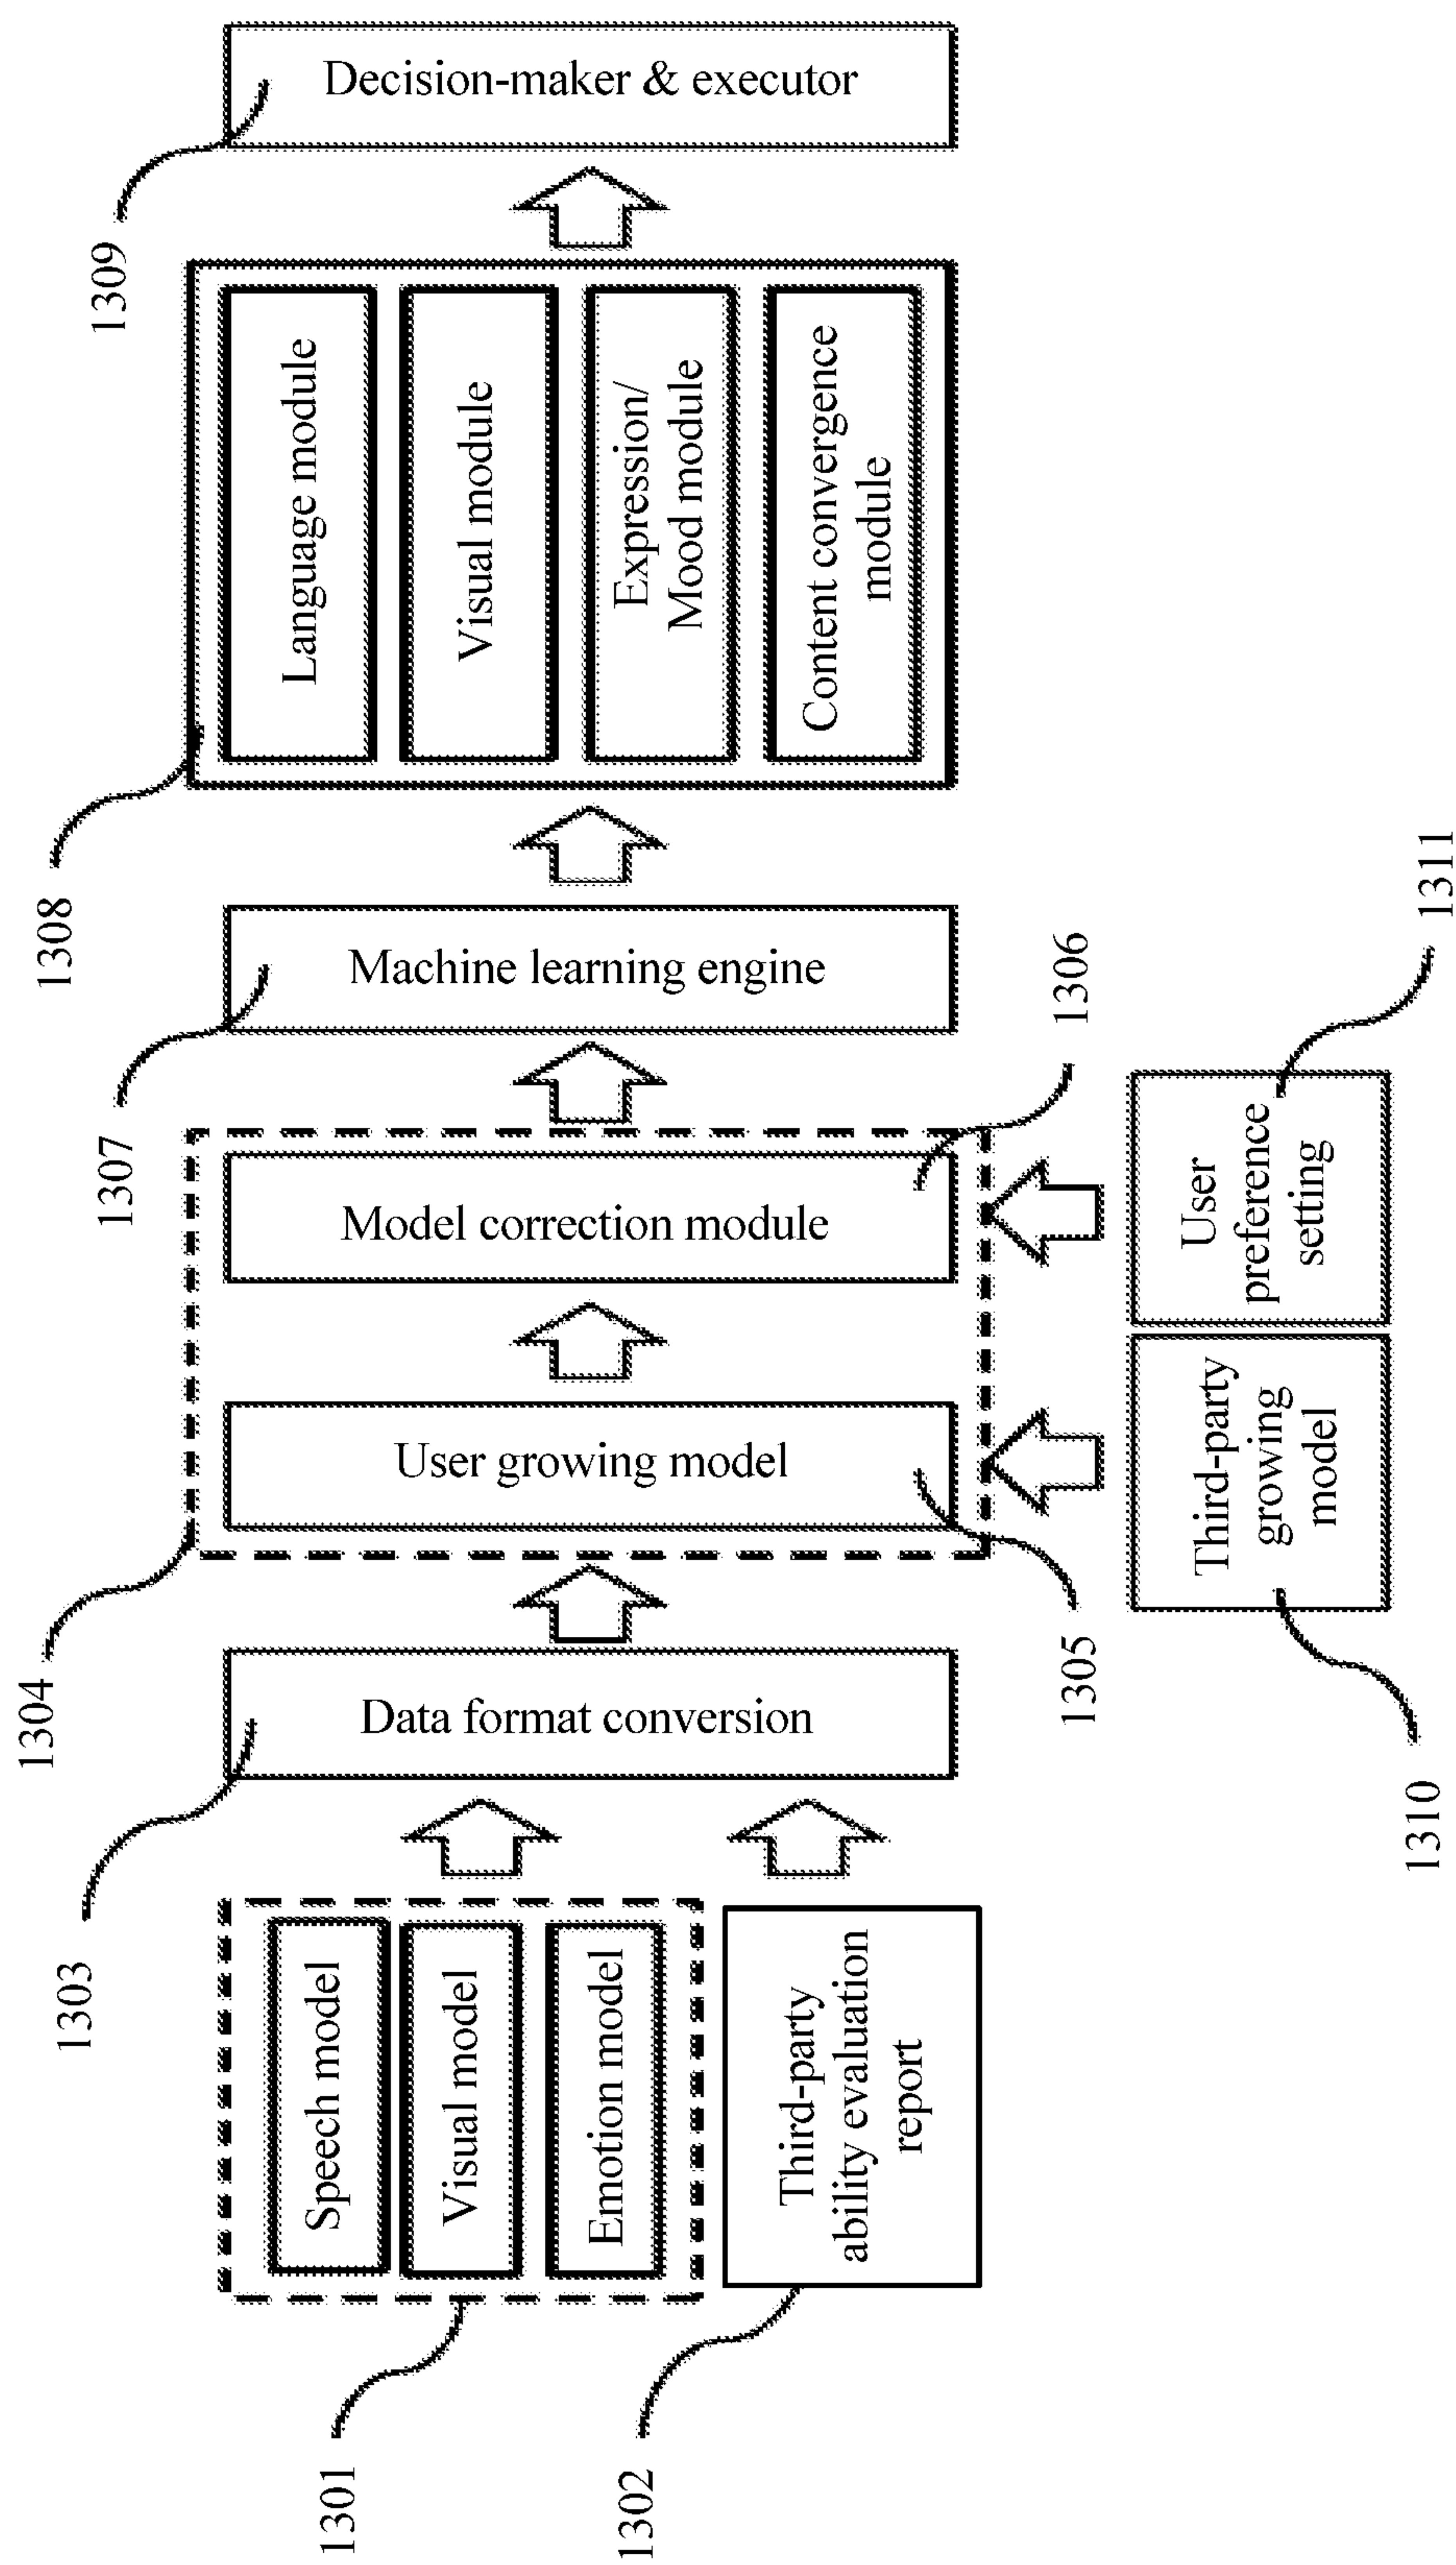 1309
Decision-maker & executor
1308
Language module
Visual module
Expression/
Mood module
Content convergence
module
1307
Machine learning engine
1304
1306
Model correction module
User growing model
1305
1311
User
preference
setting
1310
Third-party
growing
model
1303
Data format conversion
1301
Speech model
Visual model
Emotion model
1302
Third-party
ability evaluation
report